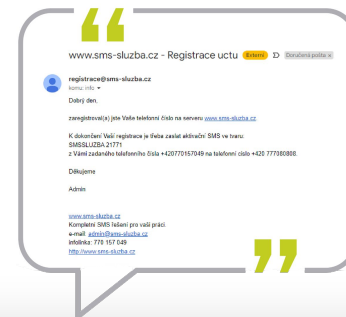 www.sms-sluzba.cz - Registrace uctu Externí Doručená pošta ×
registrace@sms-sluzba.cz
komu: info
Dobrý den,
zaregistroval(a) jste Vaše telefonní číslo na serveru www.sms-sluzba.cz
K dokončení Vaší registrace je třeba zaslat aktivační SMS ve tvaru:
SMSSLUZBA 21771
z Vámi zadaného telefonního čísla +420770157049 na telefonní číslo +420 777080808.
Děkujeme
Admin
www.sms-sluzba.cz
Kompletní SMS řešení pro vaši práci.
e-mail: admin@sms-sluzba.cz
infolinka: 770 157 049
http://www.sms-sluzba.cz